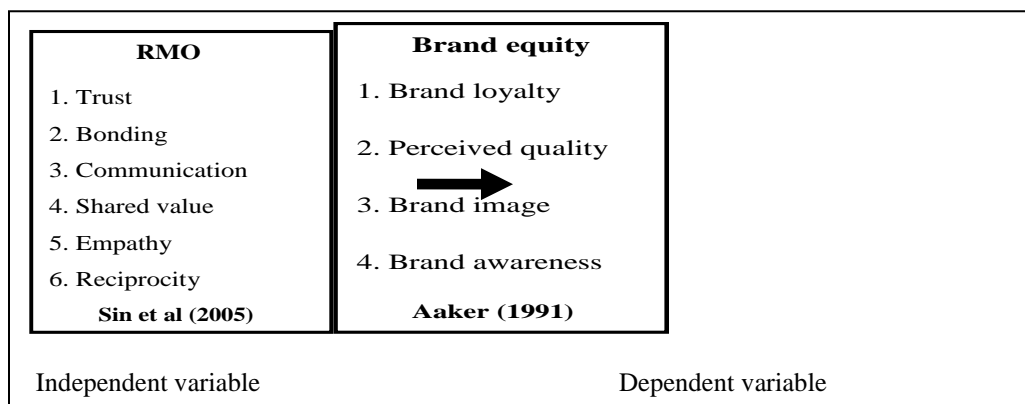 RMO
1. Trust
2. Bonding
3. Communication
4. Shared value
5. Empathy
6. Reciprocity
Sin et al (2005)
Brand equity
1. Brand loyalty
2. Perceived quality
3. Brand image
4. Brand awareness
Aaker (1991)
Independent variable
Dependent variable